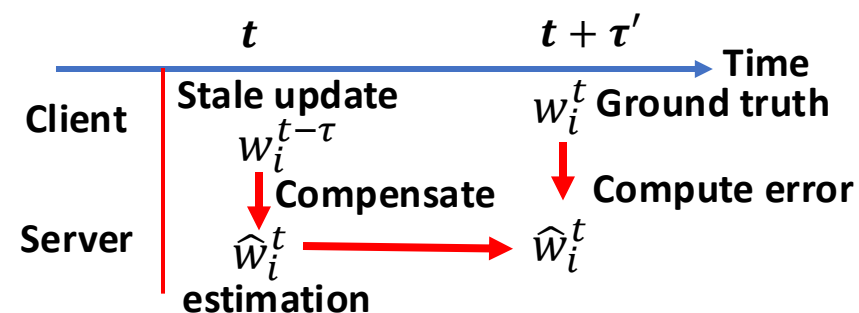 t t + τ′
Time
Stale update
Client w_i^{t−τ} w_i^t Ground truth
Compensate Compute error
Server ŵ_i^t ŵ_i^t
estimation